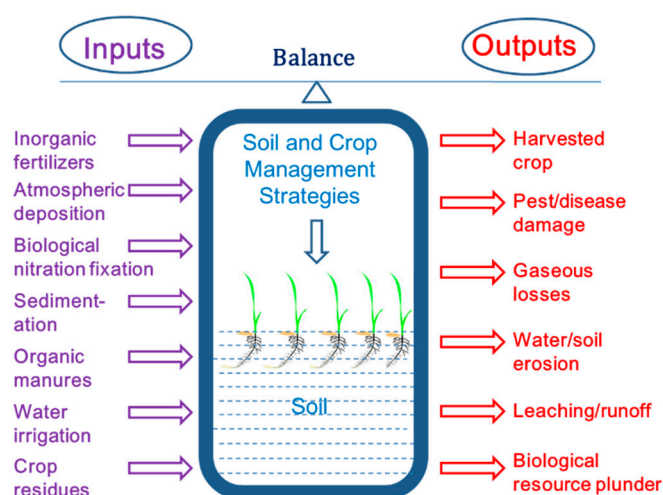 Inputs
Balance
Outputs
Inorganic
fertilizers
Atmospheric
deposition
Biological
nitration fixation
Sediment-
ation
Organic
manures
Water
irrigation
Crop
residues
Soil and Crop
Management
Strategies
Soil
Harvested
crop
Pest/disease
damage
Gaseous
losses
Water/soil
erosion
Leaching/runoff
Biological
resource plunder